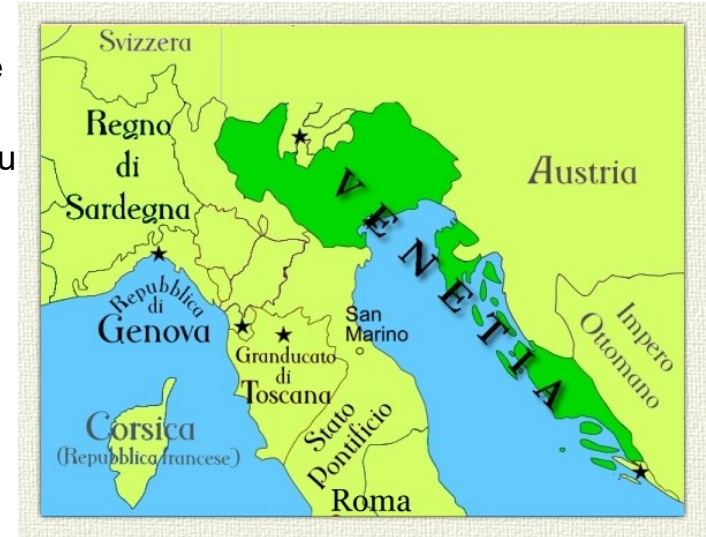 e
u
Svizzera
Regno
di
Sardegna
Austria
VENETIA
Repubblica
di
Genova
San
Marino
Impero
Ottomano
Granducato
di
Toscana
Stato
Pontificio
Corsica
(Repubblica francese)
Roma